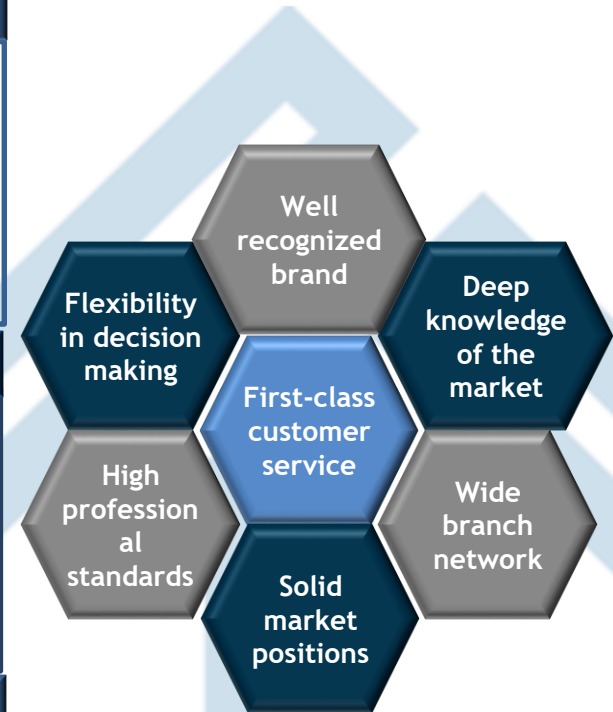 Well
recognized
brand
Flexibility
in decision
making
Deep
knowledge
of the
market
First-class
customer
service
High
profession
al
standards
Wide
branch
network
Solid
market
positions